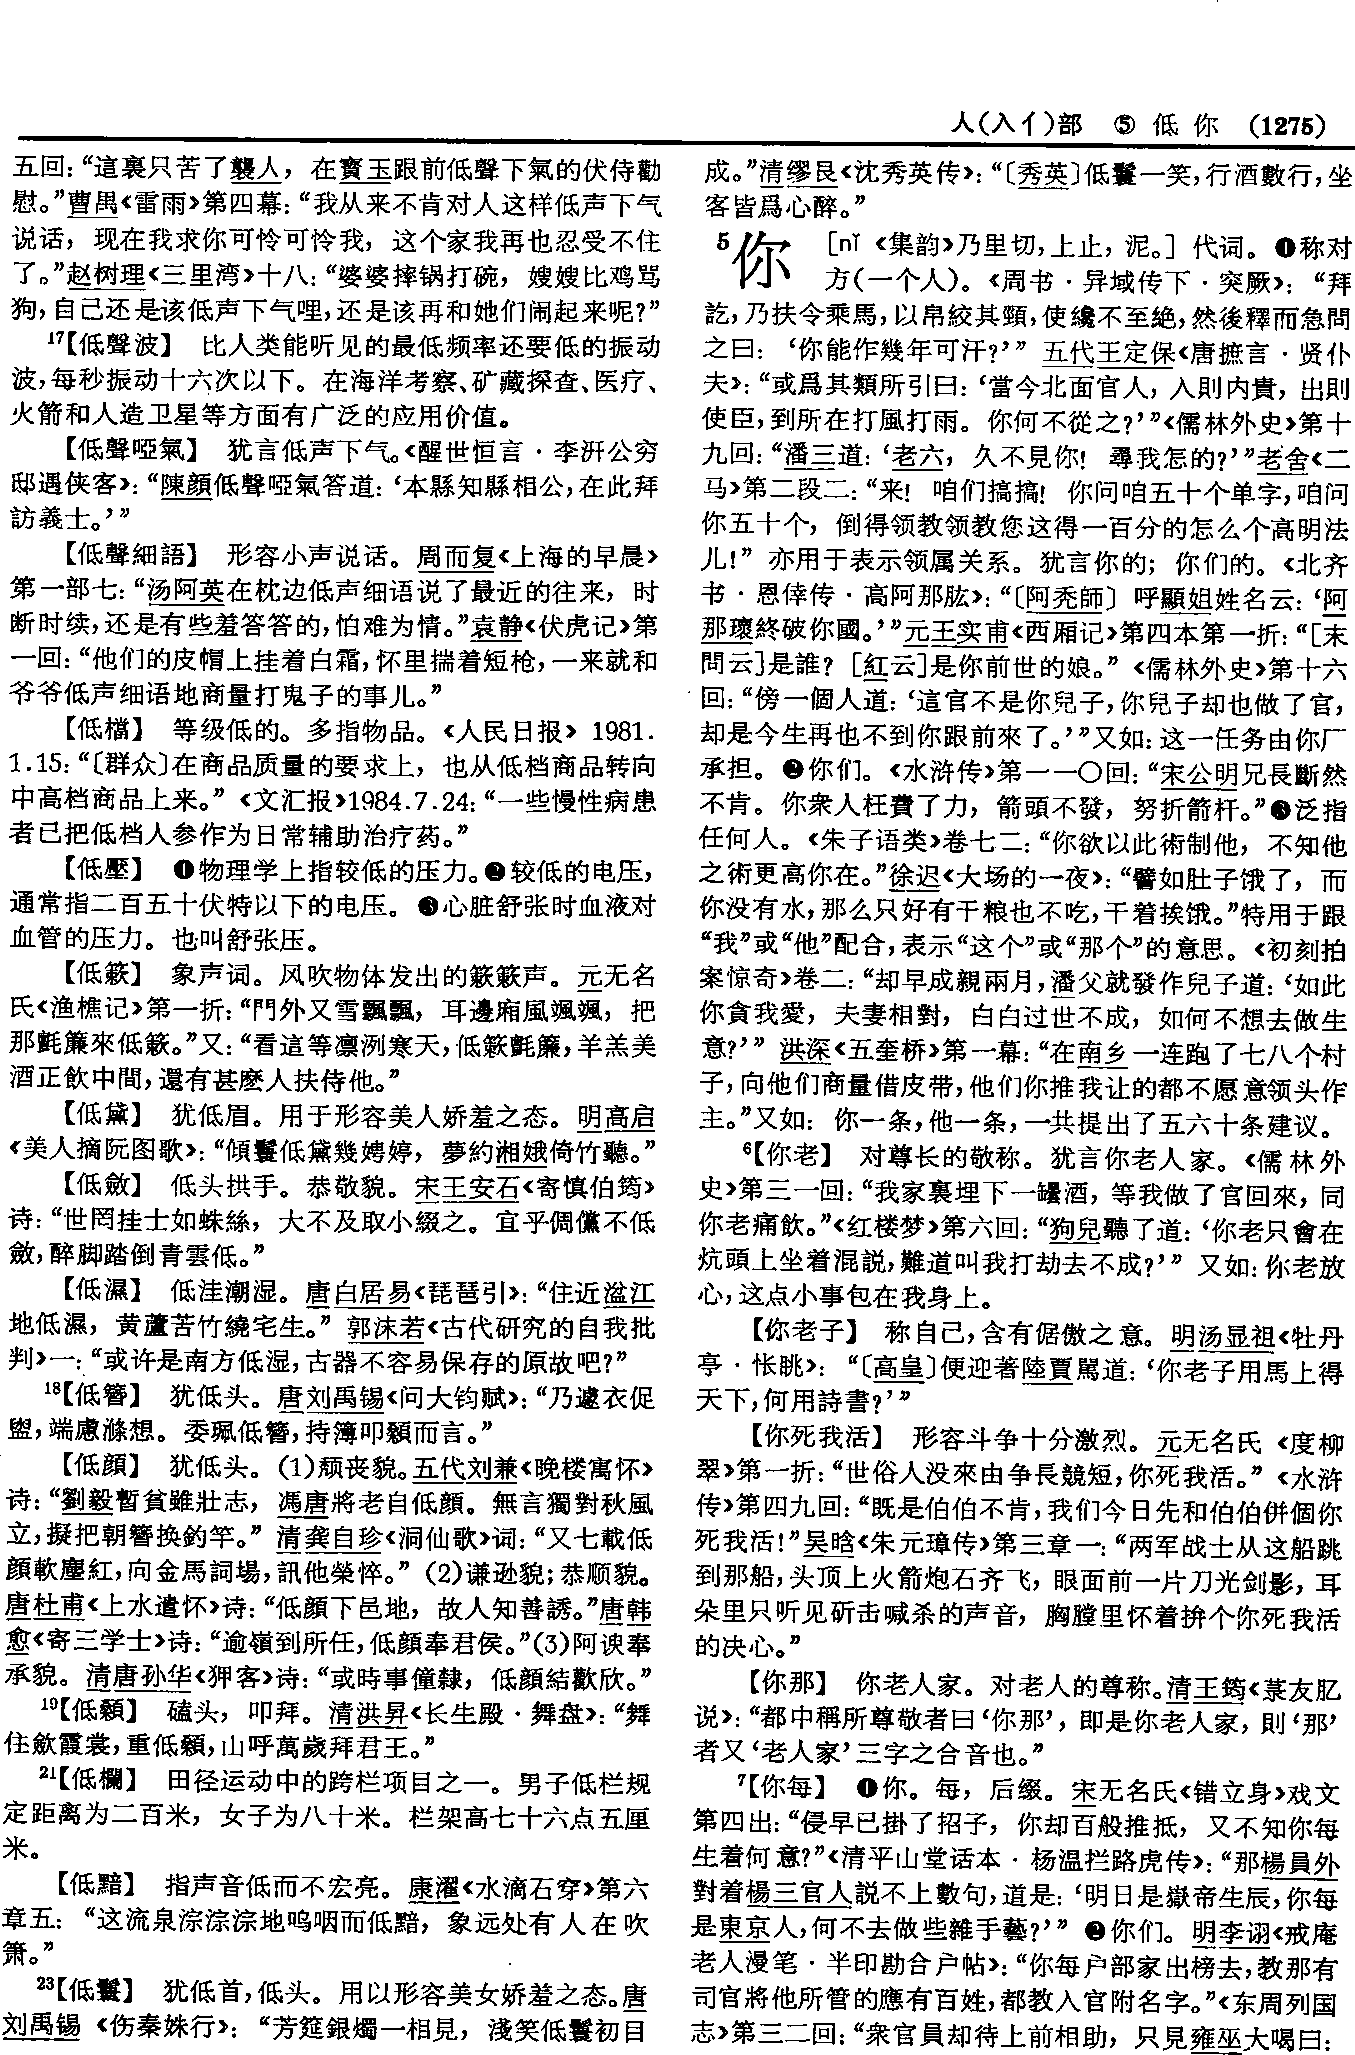 人(入亻)部　⑤ 低 你　(1275)
五回：“這裏只苦了襲人，在寳玉跟前低聲下氣的伏侍勸
慰。”曹禺《雷雨》第四幕：“我从来不肯对人这样低声下气
说话，现在我求你可怜可怜我，这个家我再也忍受不住
了。”赵树理《三里湾》十八：“婆婆摔锅打碗，嫂嫂比鸡骂
狗，自己还是该低声下气哩，还是该再和她们闹起来呢？”
17【低聲波】　比人类能听见的最低频率还要低的振动
波，每秒振动十六次以下。在海洋考察、矿藏探查、医疗、
火箭和人造卫星等方面有广泛的应用价值。
【低聲啞氣】　犹言低声下气。《醒世恒言·李汧公穷
邸遇侠客》：“陳顔低聲啞氣答道：‘本縣知縣相公，在此拜
訪義士。’”
【低聲細語】　形容小声说话。周而复《上海的早晨》
第一部七：“汤阿英在枕边低声细语说了最近的往来，时
断时续，还是有些羞答答的，怕难为情。”袁静《伏虎记》第
一回：“他们的皮帽上挂着白霜，怀里揣着短枪，一来就和
爷爷低声细语地商量打鬼子的事儿。”
【低檔】　等级低的。多指物品。《人民日报》1981.
1.15：“〔群众〕在商品质量的要求上，也从低档商品转向
中高档商品上来。”《文汇报》1984.7.24：“一些慢性病患
者已把低档人参作为日常辅助治疗药。”
【低壓】　❶物理学上指较低的压力。❷较低的电压，
通常指二百五十伏特以下的电压。❸心脏舒张时血液对
血管的压力。也叫舒张压。
【低簌】　象声词。风吹物体发出的簌簌声。元无名
氏《渔樵记》第一折：“門外又雪飄飄，耳邊廂風颯颯，把
那氈簾來低簌。”又：“看這等凛冽寒天，低簌氈簾，羊羔美
酒正飲中間，還有甚麽人扶侍他。”
【低黛】　犹低眉。用于形容美人娇羞之态。明高启
《美人摘阮图歌》：“傾鬟低黛幾娉婷，夢約湘娥倚竹聽。”
【低斂】　低头拱手。恭敬貌。宋王安石《寄慎伯筠》
诗：“世罔挂士如蛛絲，大不及取小綴之。宜乎倜儻不低
斂，醉脚踏倒青雲低。”
【低濕】　低洼潮湿。唐白居易《琵琶引》：“住近湓江
地低濕，黄蘆苦竹繞宅生。”郭沫若《古代研究的自我批
判》一：“或许是南方低湿，古器不容易保存的原故吧？”
18【低簪】　犹低头。唐刘禹锡《问大钧赋》：“乃遽衣促
盥，端慮滌想。委珮低簪，持簿叩顙而言。”
【低顔】　犹低头。(1)颓丧貌。五代刘兼《晚楼寓怀》
诗：“劉毅暫貧雖壯志，馮唐將老自低顔。無言獨對秋風
立，擬把朝簪换釣竿。”清龚自珍《洞仙歌》词：“又七載低
顔軟塵紅，向金馬詞場，訊他榮悴。”(2)谦逊貌；恭顺貌。
唐杜甫《上水遣怀》诗：“低顔下邑地，故人知善誘。”唐韩
愈《寄三学士》诗：“逾嶺到所任，低顔奉君侯。”(3)阿谀奉
承貌。清唐孙华《狎客》诗：“或時事僮隸，低顔結歡欣。”
19【低顙】　磕头，叩拜。清洪昇《长生殿·舞盘》：“舞
住歛霞裳，重低顙，山呼萬歲拜君王。”
21【低欄】　田径运动中的跨栏项目之一。男子低栏规
定距离为二百米，女子为八十米。栏架高七十六点五厘
米。
【低黯】　指声音低而不宏亮。康濯《水滴石穿》第六
章五：“这流泉淙淙淙地呜咽而低黯，象远处有人在吹
箫。”
23【低鬟】　犹低首，低头。用以形容美女娇羞之态。唐
刘禹锡《伤秦姝行》：“芳筵銀燭一相見，淺笑低鬟初目
成。”清缪艮《沈秀英传》：“〔秀英〕低鬟一笑，行酒數行，坐
客皆爲心醉。”
5你　[nǐ 《集韵》乃里切，上止，泥。] 代词。❶称对
方(一个人)。《周书·异域传下·突厥》：“拜
訖，乃扶令乘馬，以帛絞其頸，使纔不至絶，然後釋而急問
之曰：‘你能作幾年可汗？’”五代王定保《唐摭言·贤仆
夫》：“或爲其類所引曰：‘當今北面官人，入則内貴，出則
使臣，到所在打風打雨。你何不從之？’”《儒林外史》第十
九回：“潘三道：‘老六，久不見你！尋我怎的？’”老舍《二
马》第二段二：“来！咱们搞搞！你问咱五十个单字，咱问
你五十个，倒得领教领教您这得一百分的怎么个高明法
儿！”亦用于表示领属关系。犹言你的；你们的。《北齐
书·恩倖传·高阿那肱》：“〔阿秃師〕呼顯姐姓名云：‘阿
那瓌終破你國。’”元王实甫《西厢记》第四本第一折：“[末
問云]是誰？[紅云]是你前世的娘。”《儒林外史》第十六
回：“傍一個人道：‘這官不是你兒子，你兒子却也做了官，
却是今生再也不到你跟前來了。’”又如：这一任务由你厂
承担。❷你们。《水浒传》第一一〇回：“宋公明兄長斷然
不肯。你衆人枉費了力，箭頭不發，努折箭杆。”❸泛指
任何人。《朱子语类》卷七二：“你欲以此術制他，不知他
之術更高你在。”徐迟《大场的一夜》：“譬如肚子饿了，而
你没有水，那么只好有干粮也不吃，干着挨饿。”特用于跟
“我”或“他”配合，表示“这个”或“那个”的意思。《初刻拍
案惊奇》卷二：“却早成親兩月，潘父就發作兒子道：‘如此
你貪我愛，夫妻相對，白白过世不成，如何不想去做生
意？’”洪深《五奎桥》第一幕：“在南乡一连跑了七八个村
子，向他们商量借皮带，他们你推我让的都不愿意领头作
主。”又如：你一条，他一条，一共提出了五六十条建议。
6【你老】　对尊长的敬称。犹言你老人家。《儒林外
史》第三一回：“我家裏埋下一罎酒，等我做了官回來，同
你老痛飲。”《红楼梦》第六回：“狗兒聽了道：‘你老只會在
炕頭上坐着混説，難道叫我打劫去不成？’”又如：你老放
心，这点小事包在我身上。
【你老子】　称自己，含有倨傲之意。明汤显祖《牡丹
亭·怅眺》：“〔高皇〕便迎著陸賈駡道：‘你老子用馬上得
天下，何用詩書？’”
【你死我活】　形容斗争十分激烈。元无名氏《度柳
翠》第一折：“世俗人没來由争長競短，你死我活。”《水浒
传》第四九回：“既是伯伯不肯，我们今日先和伯伯併個你
死我活！”吴晗《朱元璋传》第三章一：“两军战士从这船跳
到那船，头顶上火箭炮石齐飞，眼面前一片刀光剑影，耳
朵里只听见斫击喊杀的声音，胸膛里怀着拚个你死我活
的决心。”
【你那】　你老人家。对老人的尊称。清王筠《菉友肊
说》：“都中稱所尊敬者曰‘你那’，即是你老人家，則‘那’
者又‘老人家’三字之合音也。”
7【你每】　❶你。每，后缀。宋无名氏《错立身》戏文
第四出：“侵早已掛了招子，你却百般推抵，又不知你每
生着何意？”《清平山堂话本·杨温拦路虎传》：“那楊員外
對着楊三官人説不上數句，道是：‘明日是嶽帝生辰，你每
是東京人，何不去做些雜手藝？’”❷你们。明李诩《戒庵
老人漫笔·半印勘合户帖》：“你每户部家出榜去，教那有
司官將他所管的應有百姓，都教入官附名字。”《东周列国
志》第三二回：“衆官員却待上前相助，只見雍巫大喝曰：